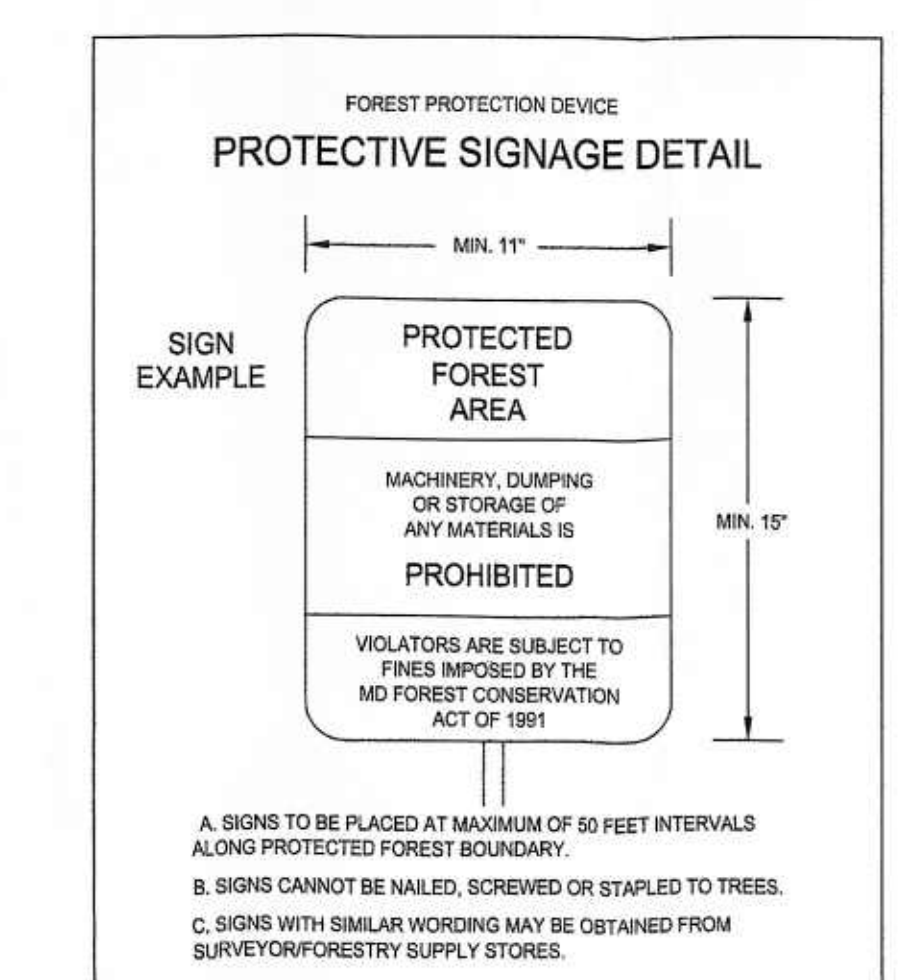 FOREST PROTECTION DEVICE
PROTECTIVE SIGNAGE DETAIL
MIN. 11"
SIGN
EXAMPLE
PROTECTED
FOREST
AREA
MACHINERY, DUMPING
OR STORAGE OF
ANY MATERIALS IS
PROHIBITED
MIN. 15"
VIOLATORS ARE SUBJECT TO
FINES IMPOSED BY THE
MD FOREST CONSERVATION
ACT OF 1991
A. SIGNS TO BE PLACED AT MAXIMUM OF 50 FEET INTERVALS
ALONG PROTECTED FOREST BOUNDARY.
B. SIGNS CANNOT BE NAILED, SCREWED OR STAPLED TO TREES.
C. SIGNS WITH SIMILAR WORDING MAY BE OBTAINED FROM
SURVEYOR/FORESTRY SUPPLY STORES.